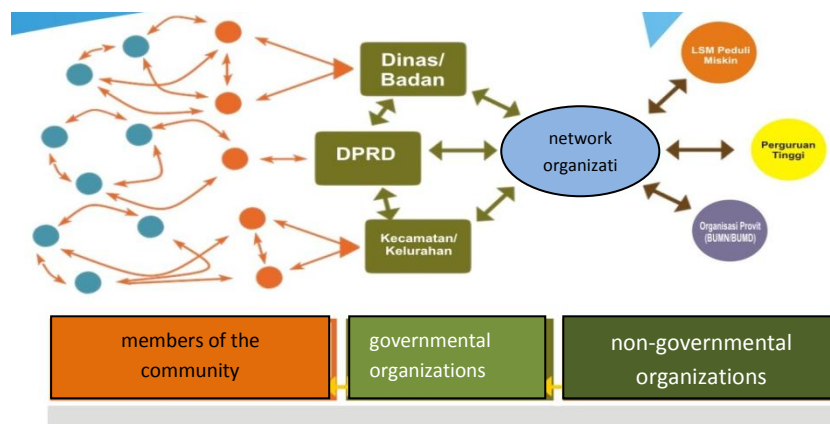 Dinas/
Badan
DPRD
Kecamatan/
Kelurahan
network
organizati
LSM Peduli
Miskin
Perguruan
Tinggi
Organisasi Provit
(BUMN/BUMD)
members of the
community
governmental
organizations
non-governmental
organizations